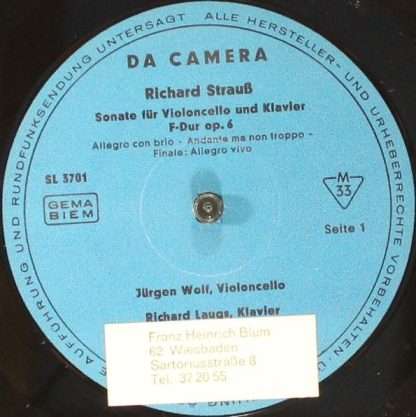 UND RUNDFUNKSENDUNG UNTERSAGT · ALLE HERSTELLER- UND URHEBERRECHTE VORBEHALTEN ·
AUFFÜHRUNG
DA CAMERA
Richard Strauß
Sonate für Violoncello und Klavier
F-Dur op. 6
Allegro con brio - Andante ma non troppo -
Finale: Allegro vivo
SL 3701
GEMA
BIEM
M
33
Seite 1
Jürgen Wolf, Violoncello
Richard Laugs, Klavier
Franz Heinrich Blum
62 Wiesbaden
Sartoriusstraße 8
Tel. 37 20 55